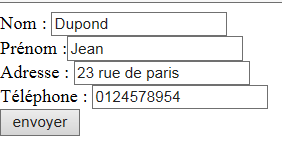 Nom : Dupond
Prénom : Jean
Adresse : 23 rue de paris
Téléphone : 0124578954
envoyer